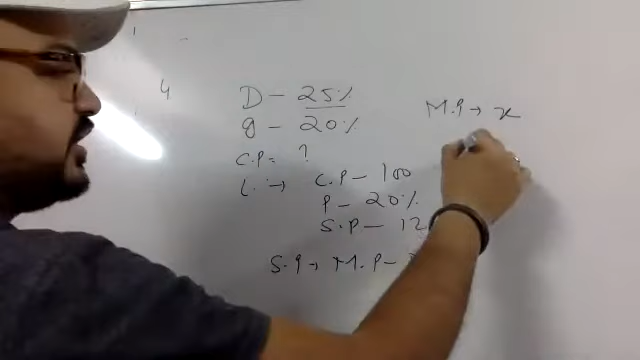 4
D - 25%
g - 20%
C.P = ?
L. → C.P - 100
P - 20%
S.P - 12
S.P → M.P -
M.P → x